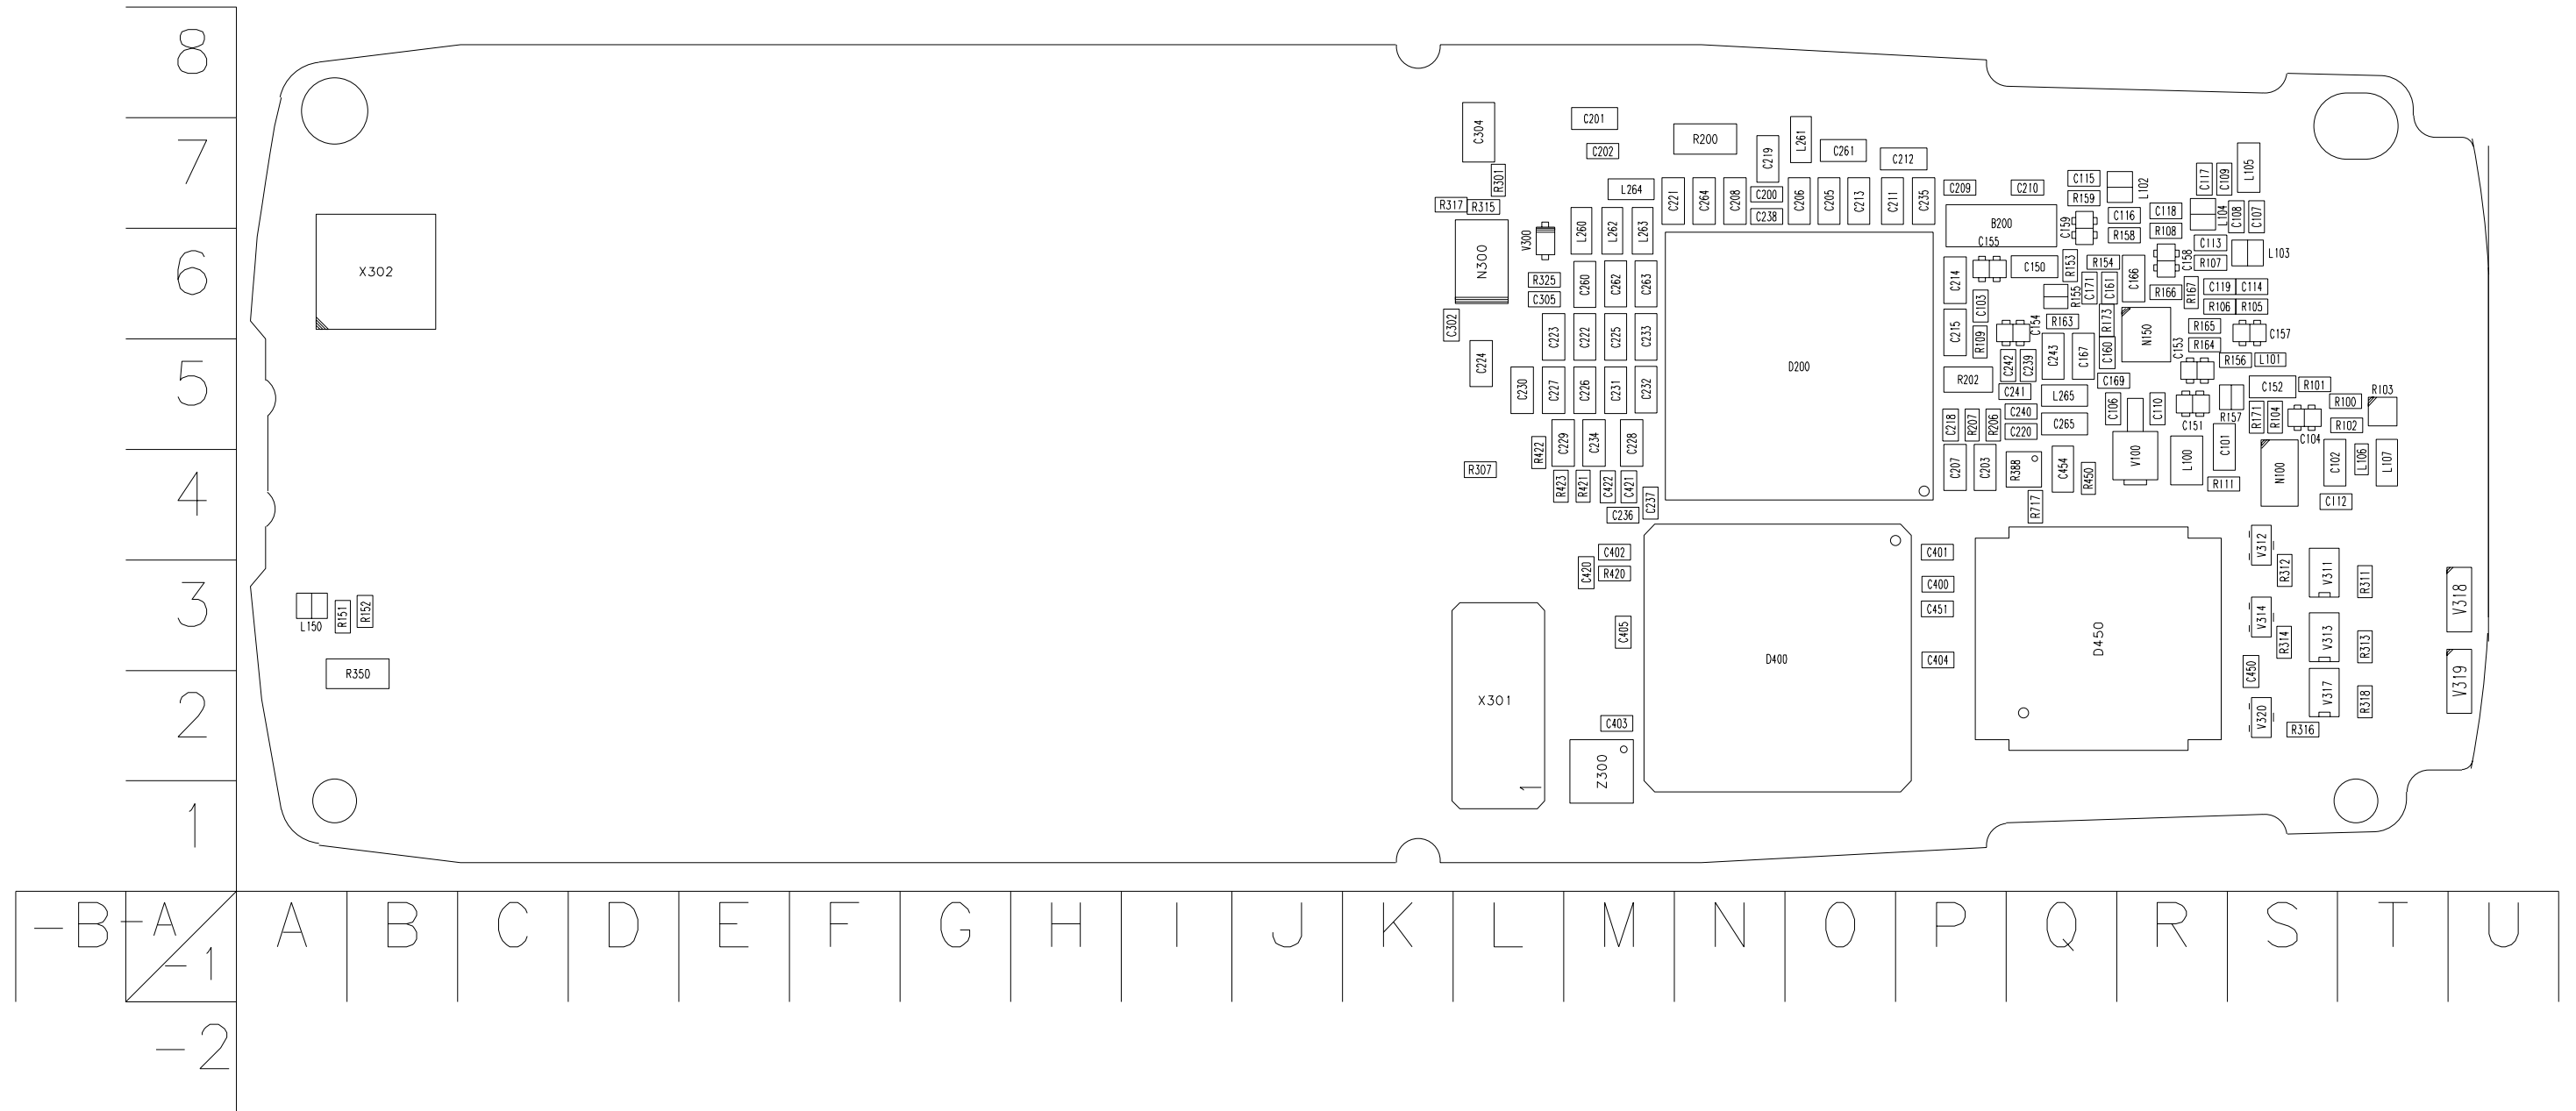 8
C304
C201
7
L261
R200
C219
C261
C212
C202
L105
R301
L264
C221
C264
C208
C200
C206
C205
C213
C211
C235
C209
C210
C115
L102
C117
C109
R159
R317
R315
C238
C159
C116
C118
L104
C108
C107
V300
L260
L262
L263
B200
R158
R108
C155
C113
L103
6
X302
N300
C150
R153
R154
C166
C158
R107
R325
C260
C262
C263
C214
C171
C161
C119
C114
C305
C103
R155
R166
R167
R106
R105
C302
C223
C222
C225
C233
C215
C154
R163
R173
N150
R165
C157
R109
C153
R164
C224
C243
C167
C160
R156
L101
5
D200
C242
C239
C230
C227
C226
C231
C232
R202
C169
C152
R101
R103
C241
L265
R100
C240
C106
C110
R157
R171
R104
C218
R207
R206
C265
C151
R102
C220
C104
R422
C229
C234
C228
V100
C101
4
R307
C207
C203
R388
C454
R450
L100
N100
C102
L106
L107
R423
R421
C422
C421
R111
C237
R717
C112
C236
V312
C402
C401
C420
R420
R312
V311
R311
3
C400
V318
L150
R151
R152
C451
V314
C405
D450
R314
V313
R313
D400
C404
R350
C450
V319
2
X301
V317
R318
C403
V320
R316
Z300
1
1
-B
-A
-1
A
B
C
D
E
F
G
H
I
J
K
L
M
N
O
P
Q
R
S
T
U
-2